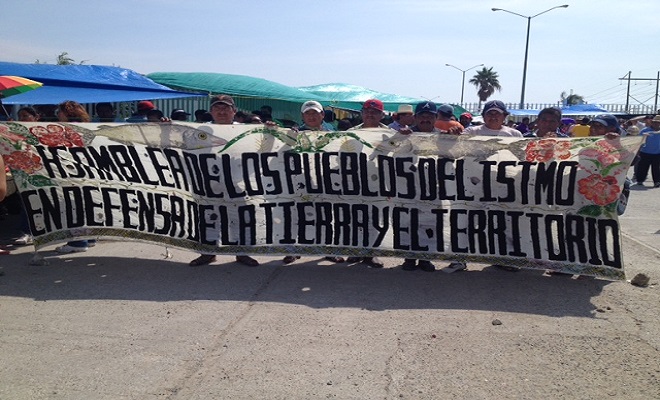 ASAMBLEA DE LOS PUEBLOS DEL ISTMO
EN DEFENSA DE LA TIERRA Y EL TERRITORIO